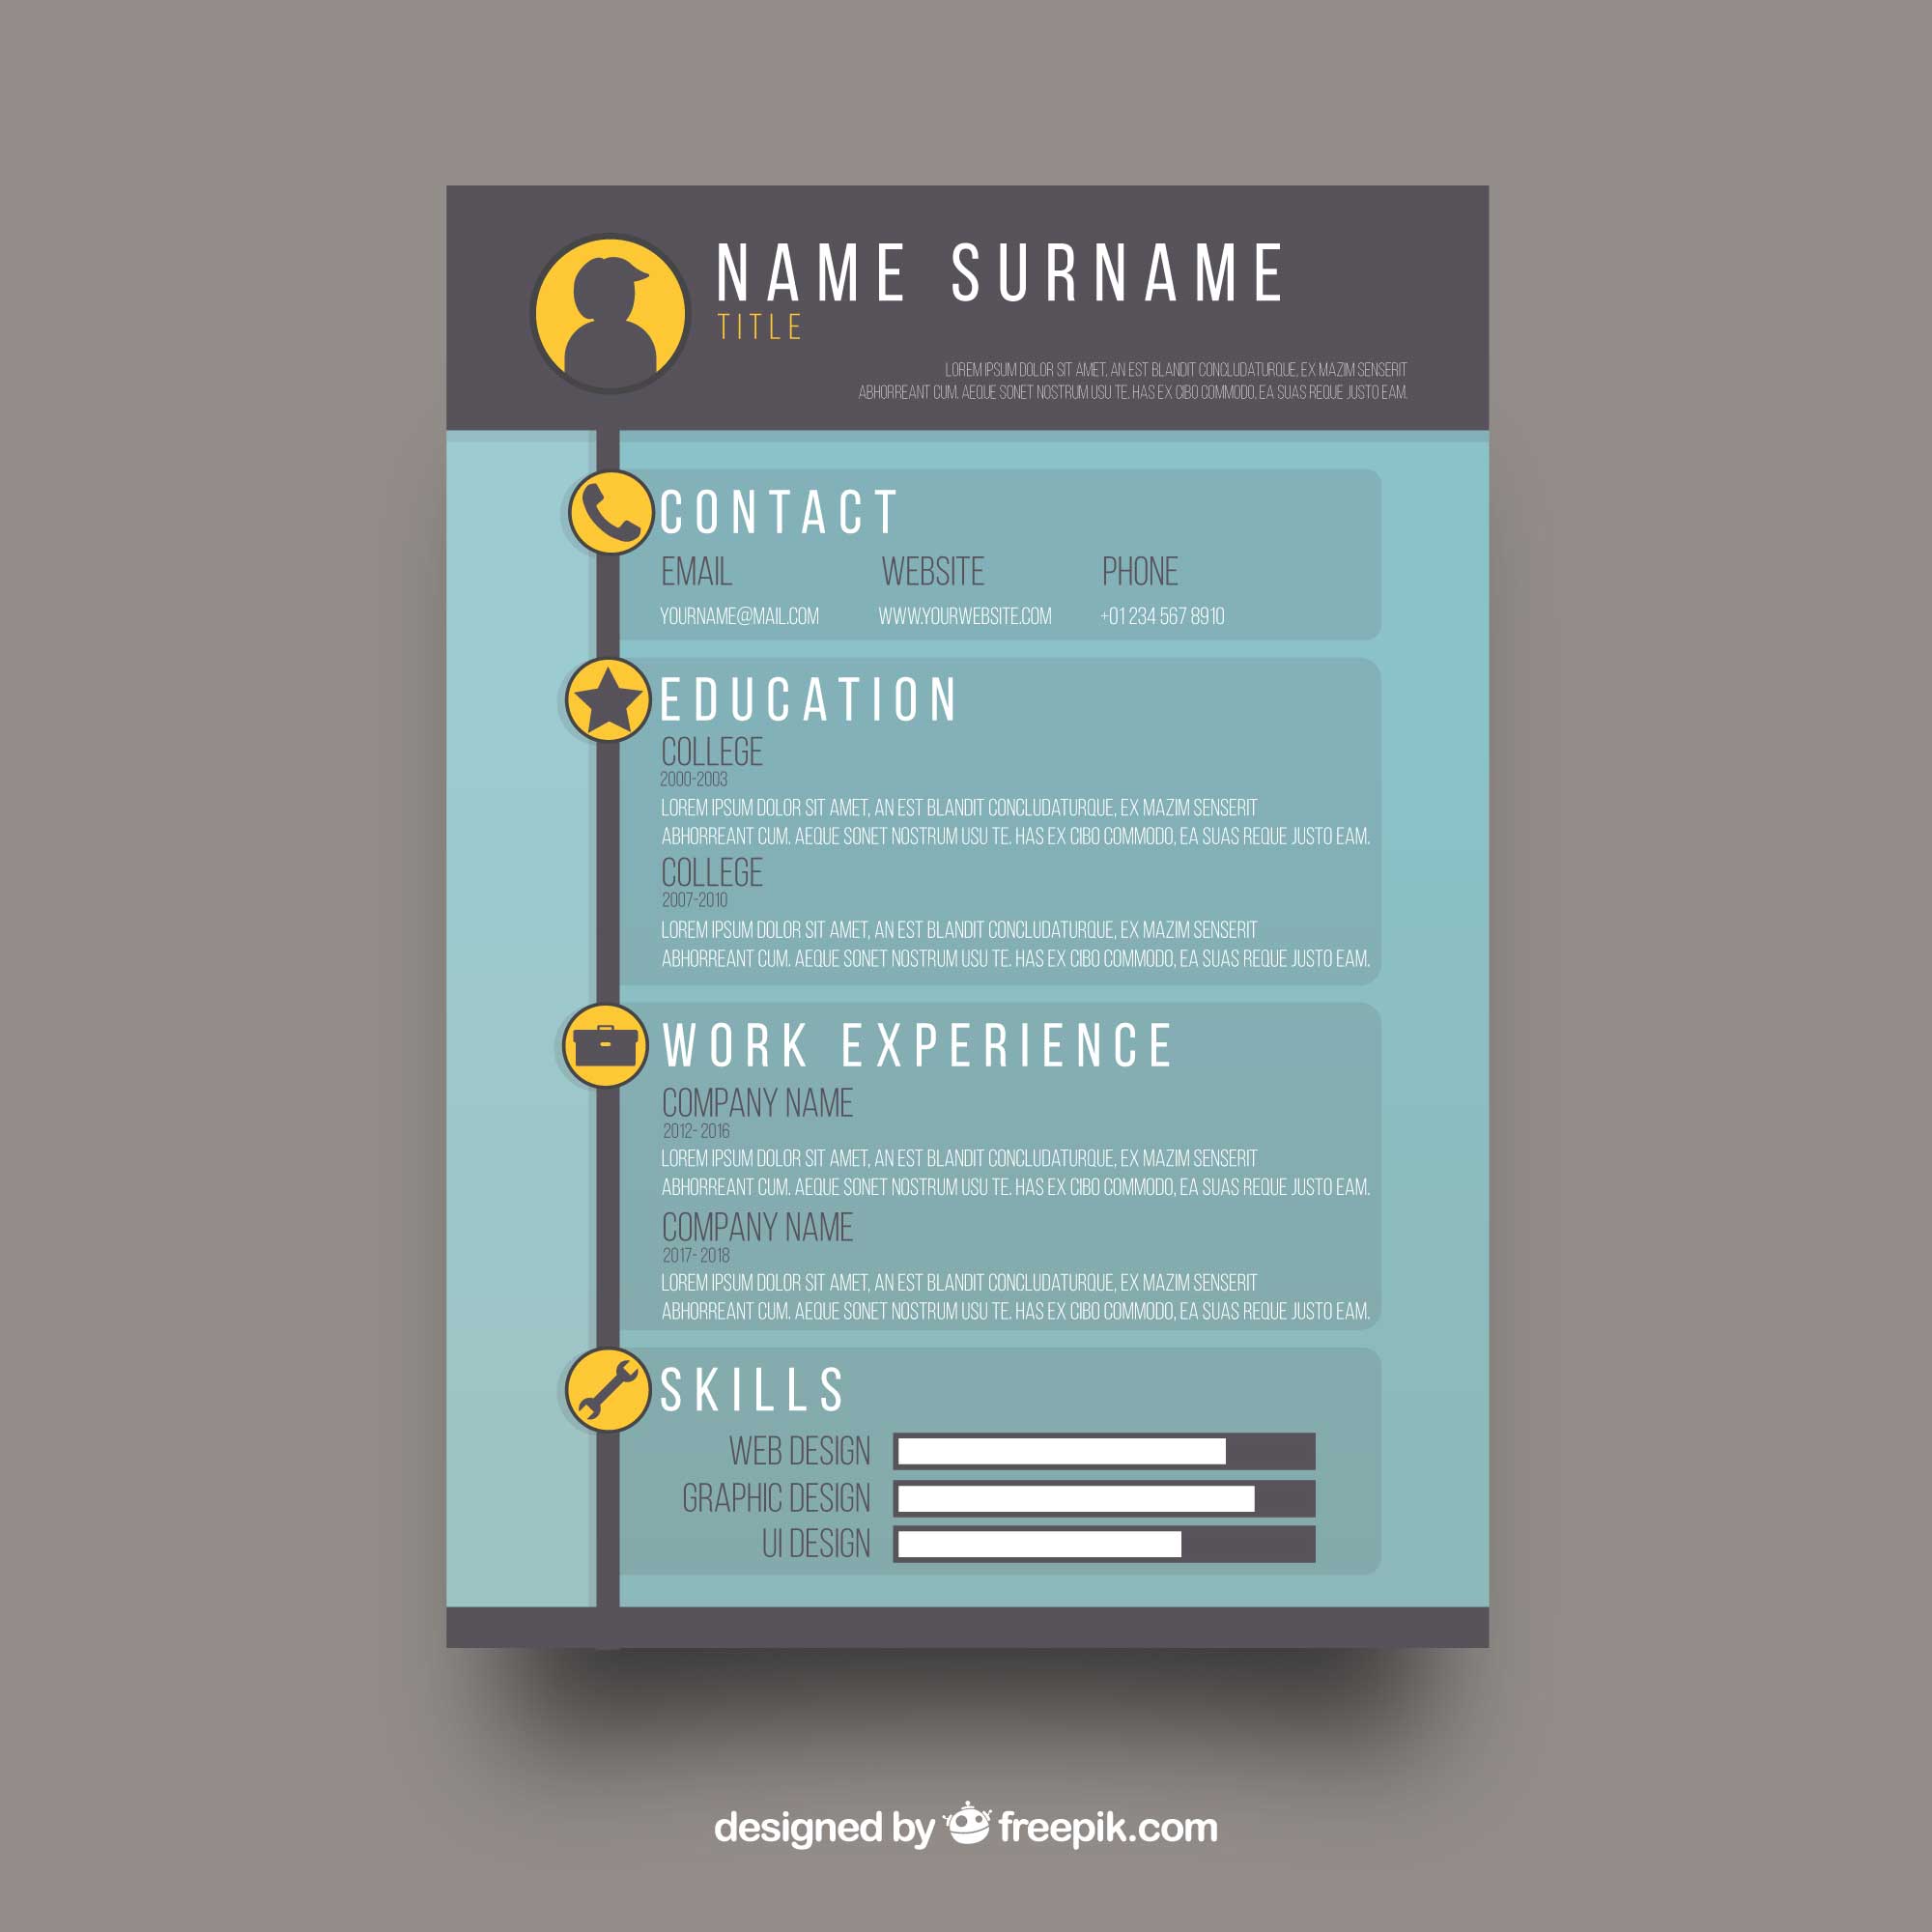 NAME SURNAME
TITLE
LOREM IPSUM DOLOR SIT AMET, AN EST BLANDIT CONCLUDATURQUE, EX MAZIM SENSERIT
ABHORREANT CUM. AEQUE SONET NOSTRUM USU TE. HAS EX CIBO COMMODO, EA SUAS REQUE JUSTO EAM.
CONTACT
EMAIL WEBSITE PHONE
YOURNAME@MAIL.COM WWW.YOURWEBSITE.COM +01 234 567 8910
EDUCATION
COLLEGE
2000-2003
LOREM IPSUM DOLOR SIT AMET, AN EST BLANDIT CONCLUDATURQUE, EX MAZIM SENSERIT
ABHORREANT CUM. AEQUE SONET NOSTRUM USU TE. HAS EX CIBO COMMODO, EA SUAS REQUE JUSTO EAM.
COLLEGE
2007-2010
LOREM IPSUM DOLOR SIT AMET, AN EST BLANDIT CONCLUDATURQUE, EX MAZIM SENSERIT
ABHORREANT CUM. AEQUE SONET NOSTRUM USU TE. HAS EX CIBO COMMODO, EA SUAS REQUE JUSTO EAM.
WORK EXPERIENCE
COMPANY NAME
2012- 2016
LOREM IPSUM DOLOR SIT AMET, AN EST BLANDIT CONCLUDATURQUE, EX MAZIM SENSERIT
ABHORREANT CUM. AEQUE SONET NOSTRUM USU TE. HAS EX CIBO COMMODO, EA SUAS REQUE JUSTO EAM.
COMPANY NAME
2017- 2018
LOREM IPSUM DOLOR SIT AMET, AN EST BLANDIT CONCLUDATURQUE, EX MAZIM SENSERIT
ABHORREANT CUM. AEQUE SONET NOSTRUM USU TE. HAS EX CIBO COMMODO, EA SUAS REQUE JUSTO EAM.
SKILLS
WEB DESIGN
GRAPHIC DESIGN
UI DESIGN
designed by freepik.com